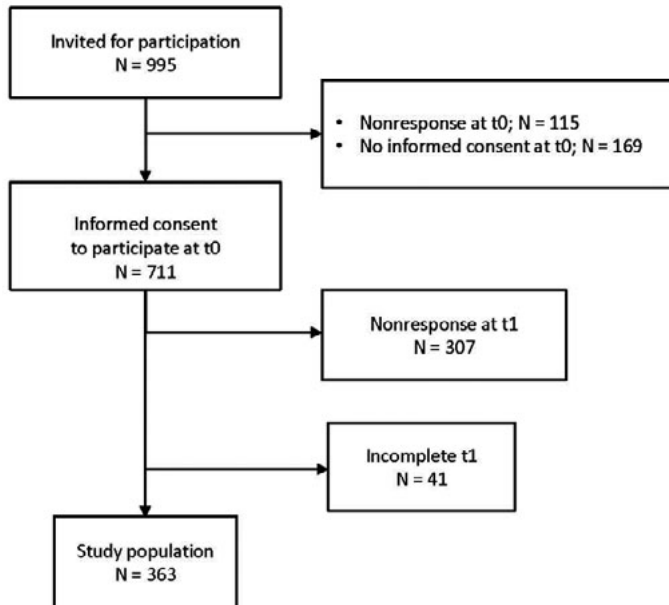 Invited for participation
N = 995
• Nonresponse at t0; N = 115
• No informed consent at t0; N = 169
Informed consent
to participate at t0
N = 711
Nonresponse at t1
N = 307
Incomplete t1
N = 41
Study population
N = 363